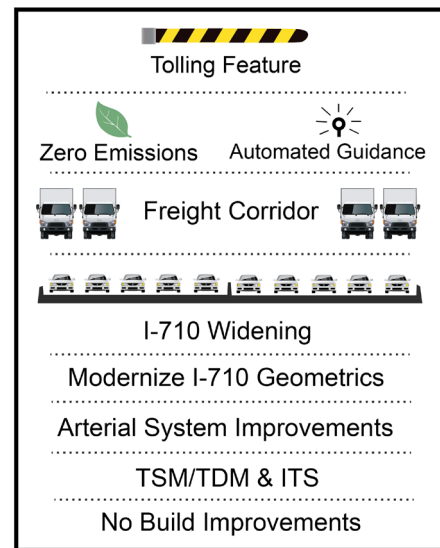 Tolling Feature
Zero Emissions
Automated Guidance
Freight Corridor
I-710 Widening
Modernize I-710 Geometrics
Arterial System Improvements
TSM/TDM & ITS
No Build Improvements